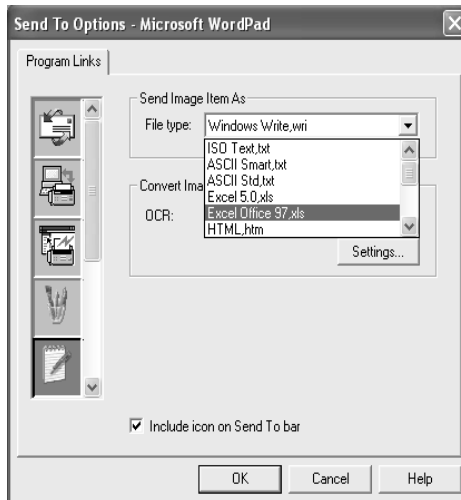 Send To Options - Microsoft WordPad
Program Links
Send Image Item As
File type: Windows Write,wri
ISO Text,txt
ASCII Smart,txt
ASCII Std,txt
Excel 5.0,xls
Excel Office 97,xls
HTML,htm
Convert Ima
OCR:
Settings...
Include icon on Send To bar
OK Cancel Help